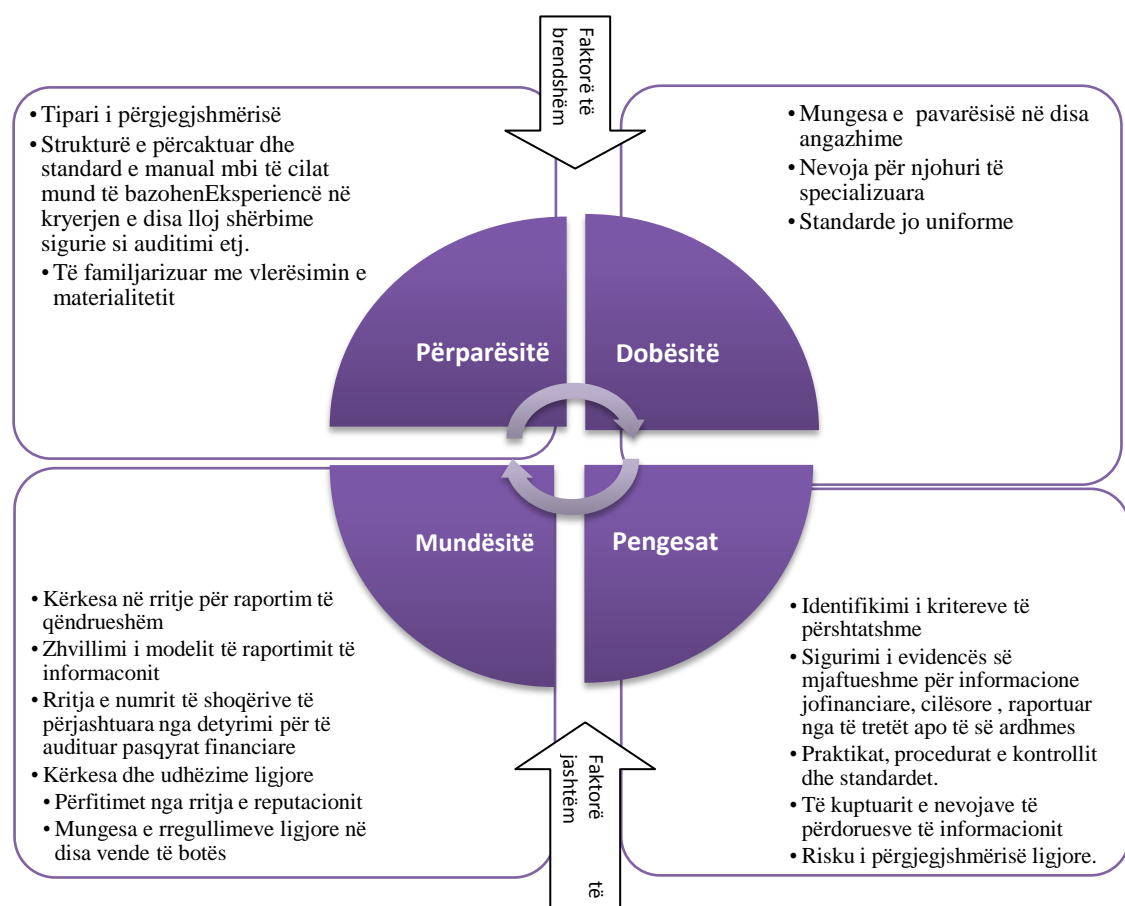 Faktorë të
brendshëm
• Tipari i përgjegjshmërisë
• Strukturë e përcaktuar dhe
standard e manual mbi të cilat
mund të bazohenEksperiencë në
kryerjen e disa lloj shërbime
sigurie si auditimi etj.
• Të familjarizuar me vlerësimin e
materialitetit
• Mungesa e pavarësisë në disa
angazhime
• Nevoja për njohuri të
specializuara
• Standarde jo uniforme
Përparësitë
Dobësitë
Mundësitë
Pengesat
• Kërkesa në rritje për raportim të
qëndrueshëm
• Zhvillimi i modelit të raportimit të
informaconit
• Rritja e numrit të shoqërive të
përjashtuara nga detyrimi për të
audituar pasqyrat financiare
• Kërkesa dhe udhëzime ligjore
• Përfitimet nga rritja e reputacionit
• Mungesa e rregullimeve ligjore në
disa vende të botës
• Identifikimi i kritereve të
përshtatshme
• Sigurimi i evidencës së
mjaftueshme për informacione
jofinanciare, cilësore , raportuar
nga të tretët apo të së ardhmes
• Praktikat, procedurat e kontrollit
dhe standardet.
• Të kuptuarit e nevojave të
përdoruesve të informacionit
• Risku i përgjegjshmërisë ligjore.
Faktorë të
jashtëm